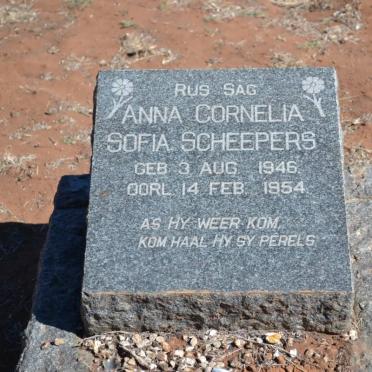 RUS SAG
ANNA CORNELIA
SOFIA SCHEEPERS
GEB 3 AUG. 1946.
OORL. 14 FEB. 1954.
AS HY WEER KOM,
KOM HAAL HY SY PERELS